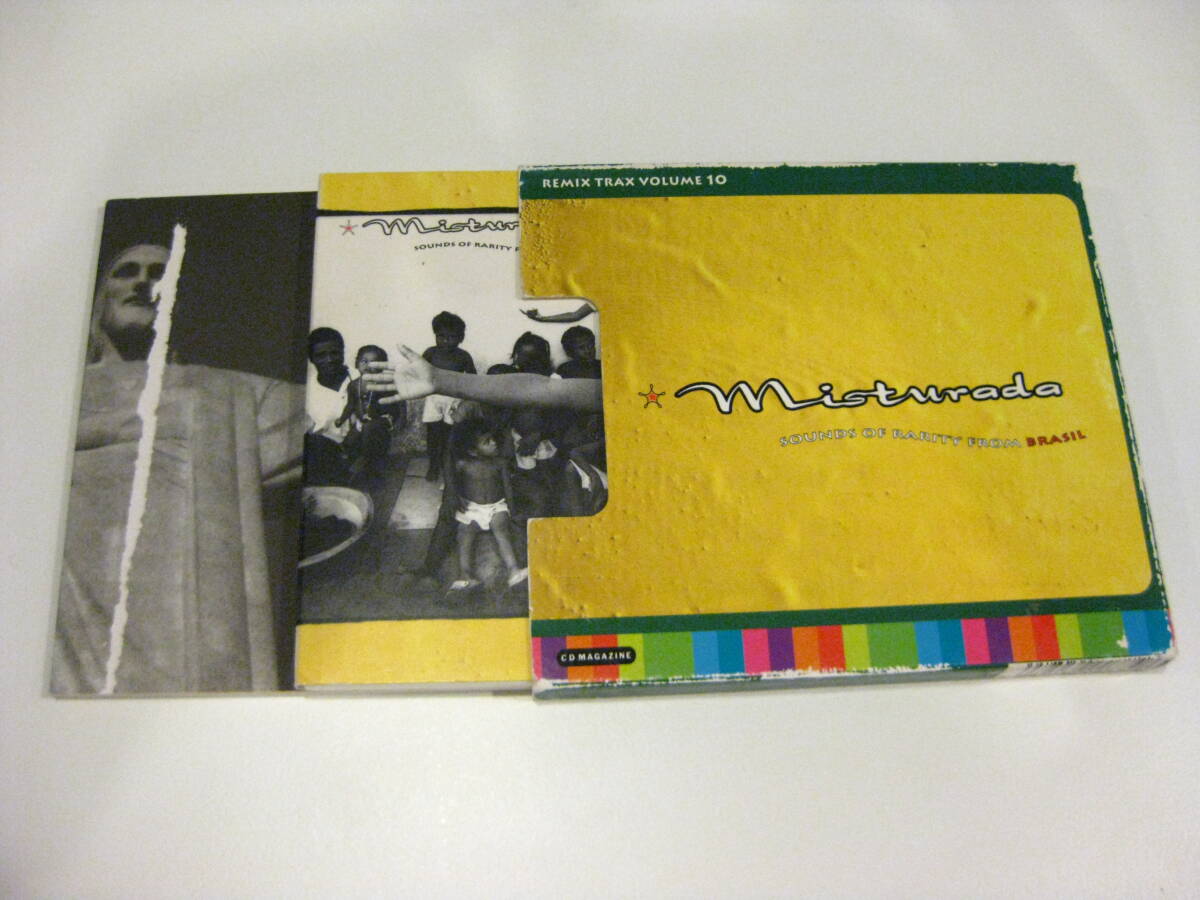 Mistur
SOUNDS OF RARITY F
REMIX TRAX VOLUME 10
Misturada
SOUNDS OF RARITY FROM BRASIL
CD MAGAZINE